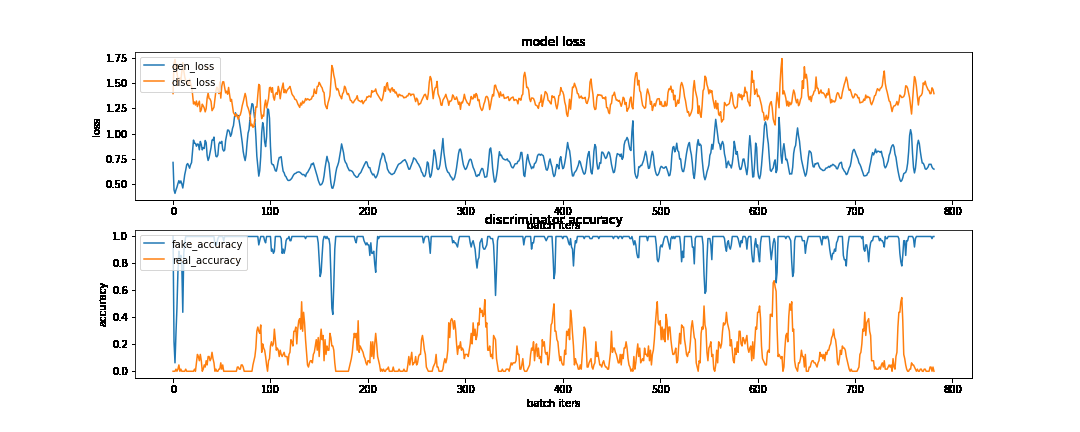 model loss
1.75
1.50
1.25
1.00
0.75
0.50
loss
gen_loss
disc_loss
0 100 200 300 400 500 600 700 800
batch iters
discriminator accuracy
1.0
0.8
0.6
0.4
0.2
0.0
accuracy
fake_accuracy
real_accuracy
0 100 200 300 400 500 600 700 800
batch iters